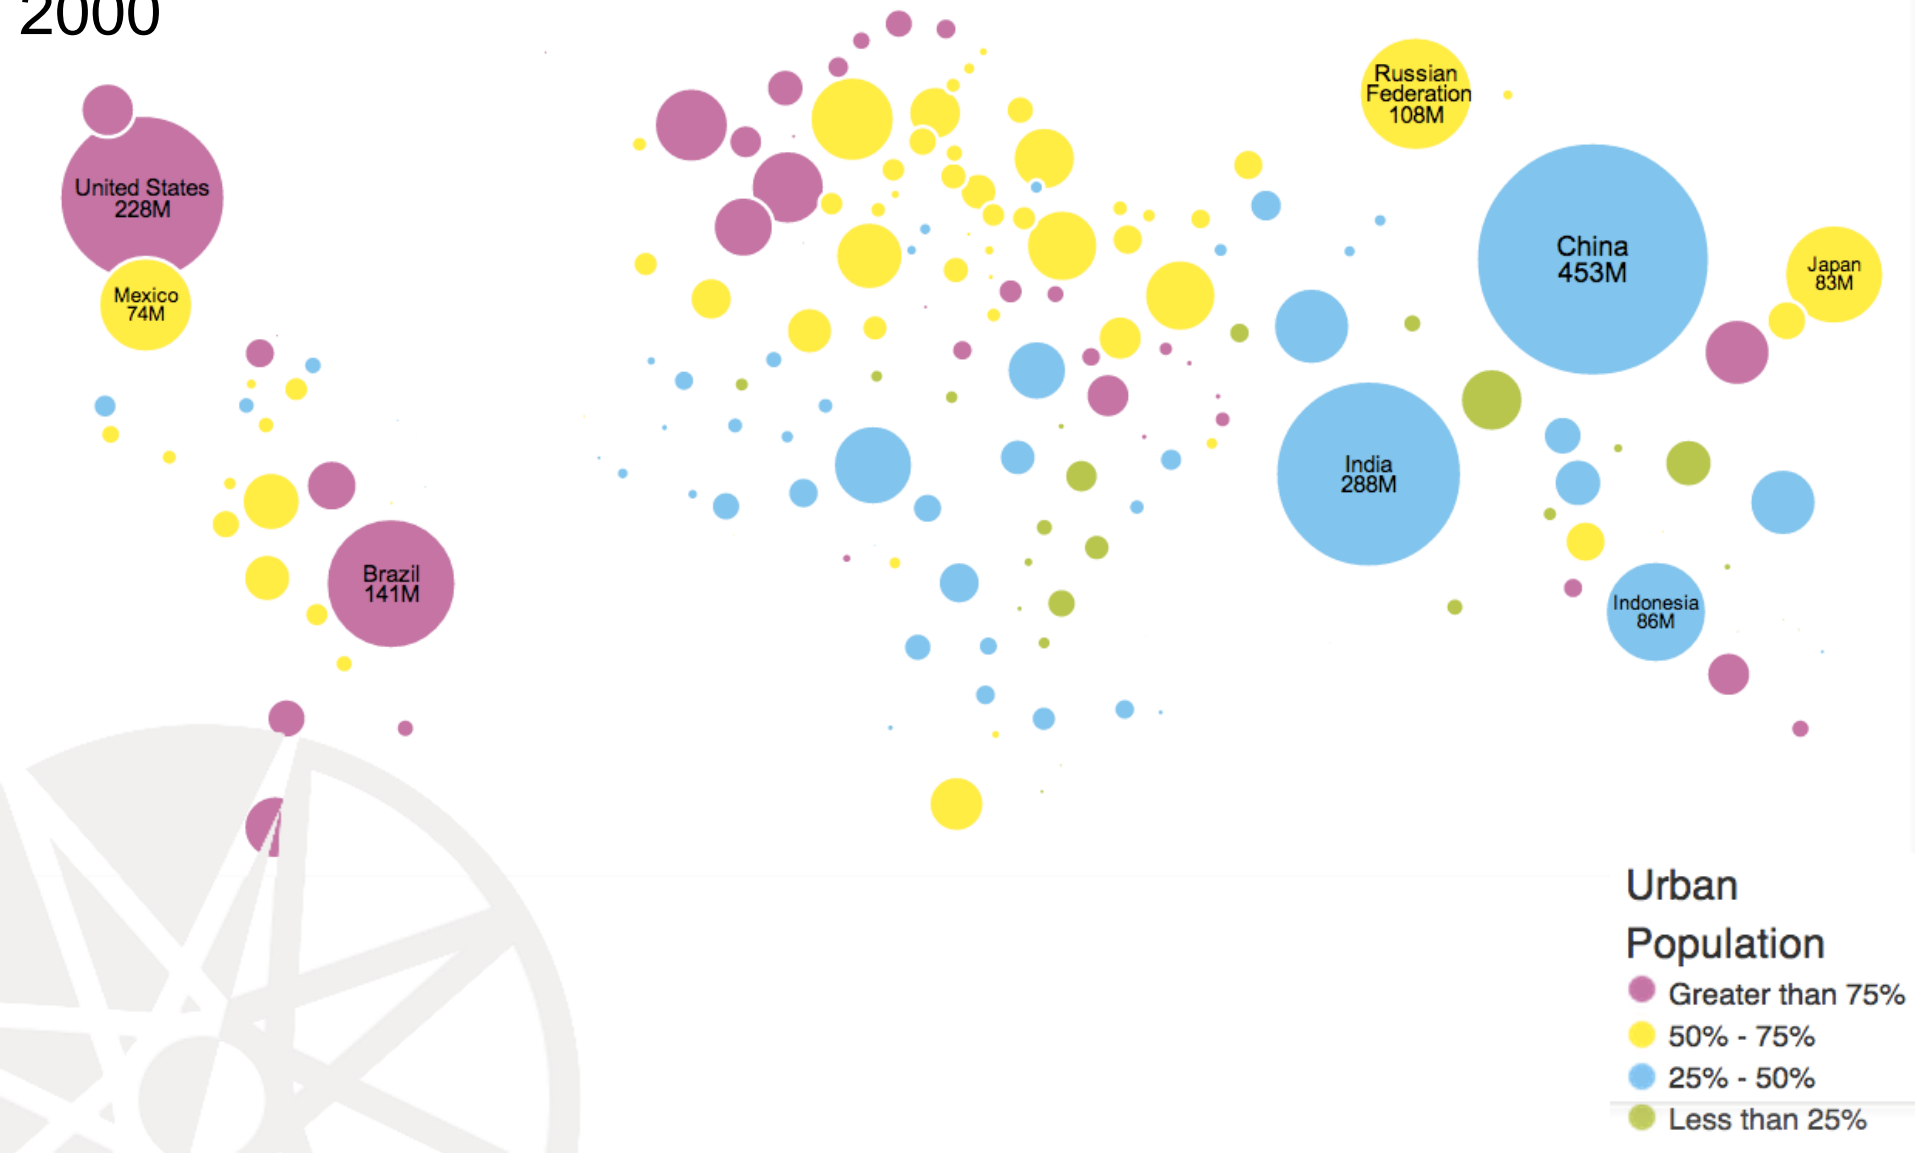 2000
Russian
Federation
108M
United States
228M
China
453M
Japan
83M
Mexico
74M
India
288M
Brazil
141M
Indonesia
86M
Urban
Population
Greater than 75%
50% - 75%
25% - 50%
Less than 25%